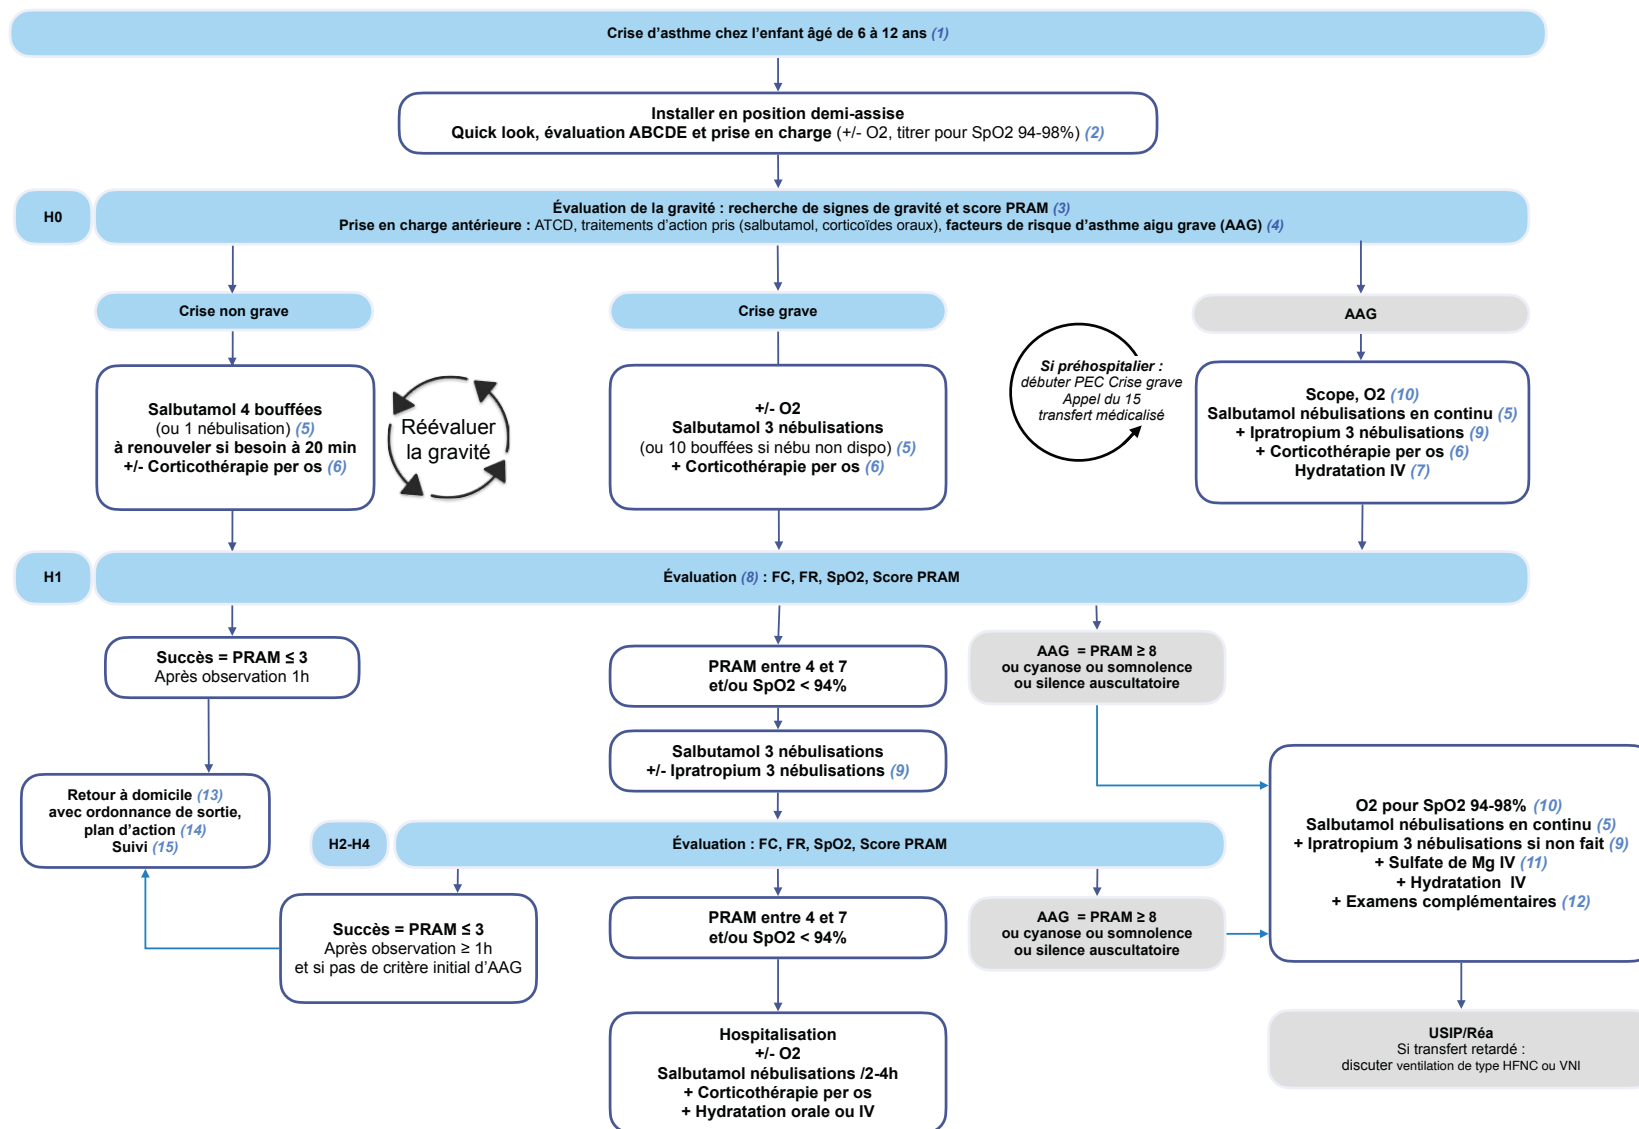 Crise d'asthme chez l'enfant âgé de 6 à 12 ans (1)
Installer en position demi-assise
Quick look, évaluation ABCDE et prise en charge (+/- O2, titrer pour SpO2 94-98%) (2)
H0
Évaluation de la gravité : recherche de signes de gravité et score PRAM (3)
Prise en charge antérieure : ATCD, traitements d'action pris (salbutamol, corticoïdes oraux), facteurs de risque d'asthme aigu grave (AAG) (4)
Crise non grave
Crise grave
AAG
Salbutamol 4 bouffées
(ou 1 nébulisation) (5)
à renouveler si besoin à 20 min
+/- Corticothérapie per os (6)
Réévaluer
la gravité
+/- O2
Salbutamol 3 nébulisations
(ou 10 bouffées si nébu non dispo) (5)
+ Corticothérapie per os (6)
Si préhospitalier :
débuter PEC Crise grave
Appel du 15
transfert médicalisé
Scope, O2 (10)
Salbutamol nébulisations en continu (5)
+ Ipratropium 3 nébulisations (9)
+ Corticothérapie per os (6)
Hydratation IV (7)
H1
Évaluation (8) : FC, FR, SpO2, Score PRAM
Succès = PRAM ≤ 3
Après observation 1h
PRAM entre 4 et 7
et/ou SpO2 < 94%
AAG = PRAM ≥ 8
ou cyanose ou somnolence
ou silence auscultatoire
Salbutamol 3 nébulisations
+/- Ipratropium 3 nébulisations (9)
Retour à domicile (13)
avec ordonnance de sortie,
plan d'action (14)
Suivi (15)
H2-H4
Évaluation : FC, FR, SpO2, Score PRAM
Succès = PRAM ≤ 3
Après observation ≥ 1h
et si pas de critère initial d'AAG
PRAM entre 4 et 7
et/ou SpO2 < 94%
AAG = PRAM ≥ 8
ou cyanose ou somnolence
ou silence auscultatoire
O2 pour SpO2 94-98% (10)
Salbutamol nébulisations en continu (5)
+ Ipratropium 3 nébulisations si non fait (9)
+ Sulfate de Mg IV (11)
+ Hydratation IV
+ Examens complémentaires (12)
Hospitalisation
+/- O2
Salbutamol nébulisations /2-4h
+ Corticothérapie per os
+ Hydratation orale ou IV
USIP/Réa
Si transfert retardé :
discuter ventilation de type HFNC ou VNI